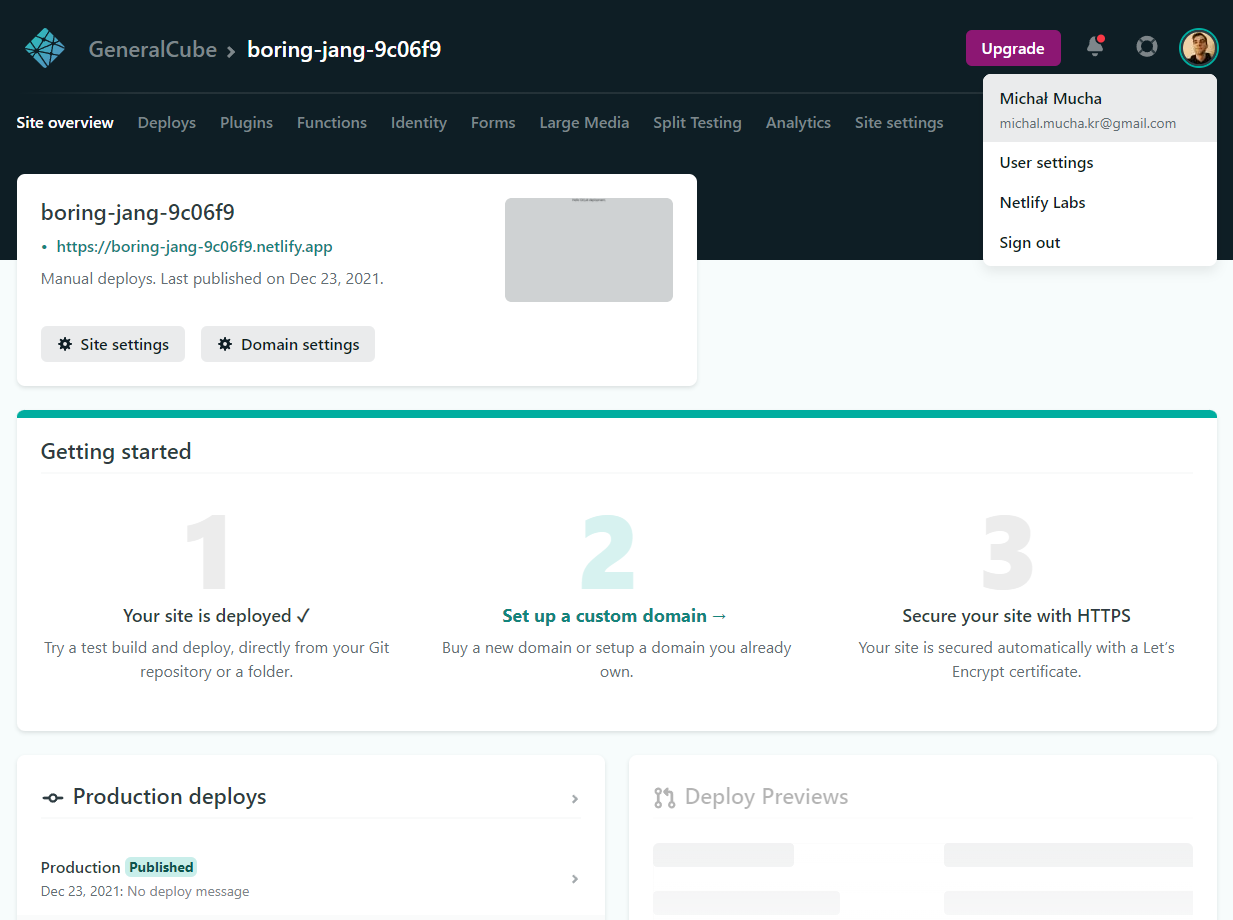 GeneralCube > boring-jang-9c06f9
Upgrade
Michał Mucha
michal.mucha.kr@gmail.com
User settings
Netlify Labs
Sign out
Site overview Deploys Plugins Functions Identity Forms Large Media Split Testing Analytics Site settings
boring-jang-9c06f9
• https://boring-jang-9c06f9.netlify.app
Manual deploys. Last published on Dec 23, 2021.
Site settings Domain settings
Getting started
1
Your site is deployed ✓
Try a test build and deploy, directly from your Git
repository or a folder.
2
Set up a custom domain →
Buy a new domain or setup a domain you already
own.
3
Secure your site with HTTPS
Your site is secured automatically with a Let's
Encrypt certificate.
Production deploys
Production Published
Dec 23, 2021: No deploy message
Deploy Previews